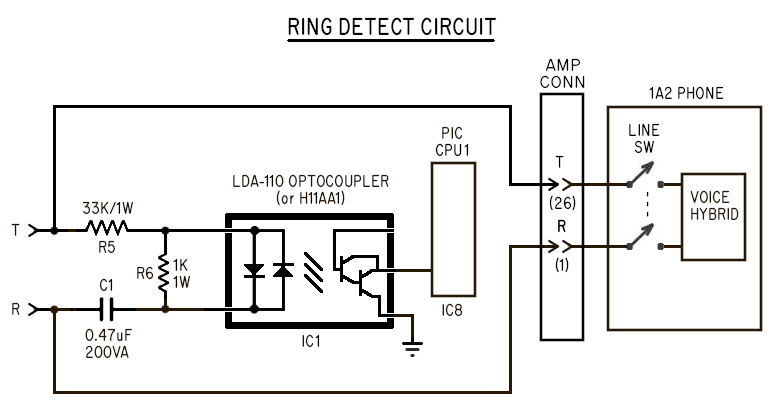 RING DETECT CIRCUIT
AMP
CONN
1A2 PHONE
PIC
CPU1
LINE
SW
LDA-110 OPTOCOUPLER
(or H11AA1)
T
(26)
R
(1)
VOICE
HYBRID
33K/1W
T
R5
R6
1K
1W
C1
R
0.47uF
200VA
IC1
IC8